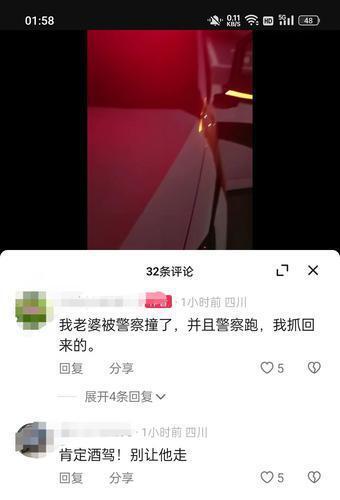 01:58
0.11
KB/S
HD
5G
48
32条评论
1小时前 四川
我老婆被警察撞了，并且警察跑，我抓回
来的。
回复 分享 5
展开4条回复
1小时前 四川
肯定酒驾！别让他走
回复 分享 5